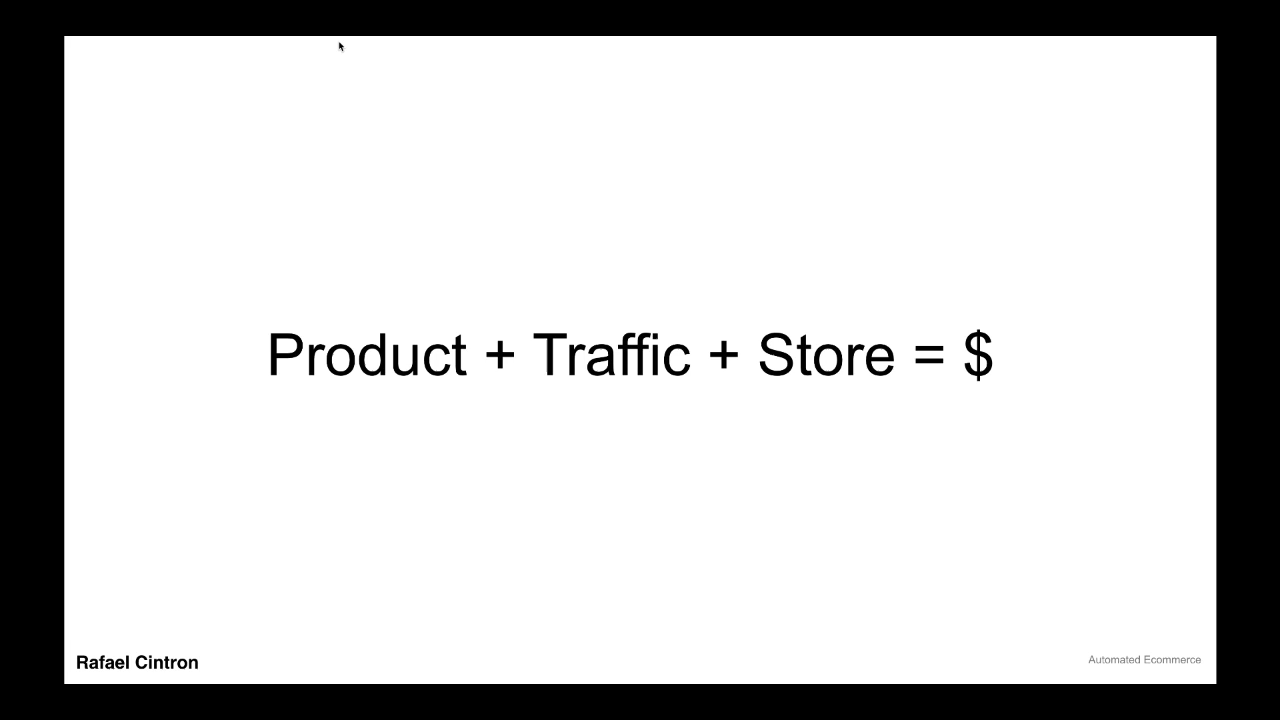 Product + Traffic + Store = $
Rafael Cintron
Automated Ecommerce